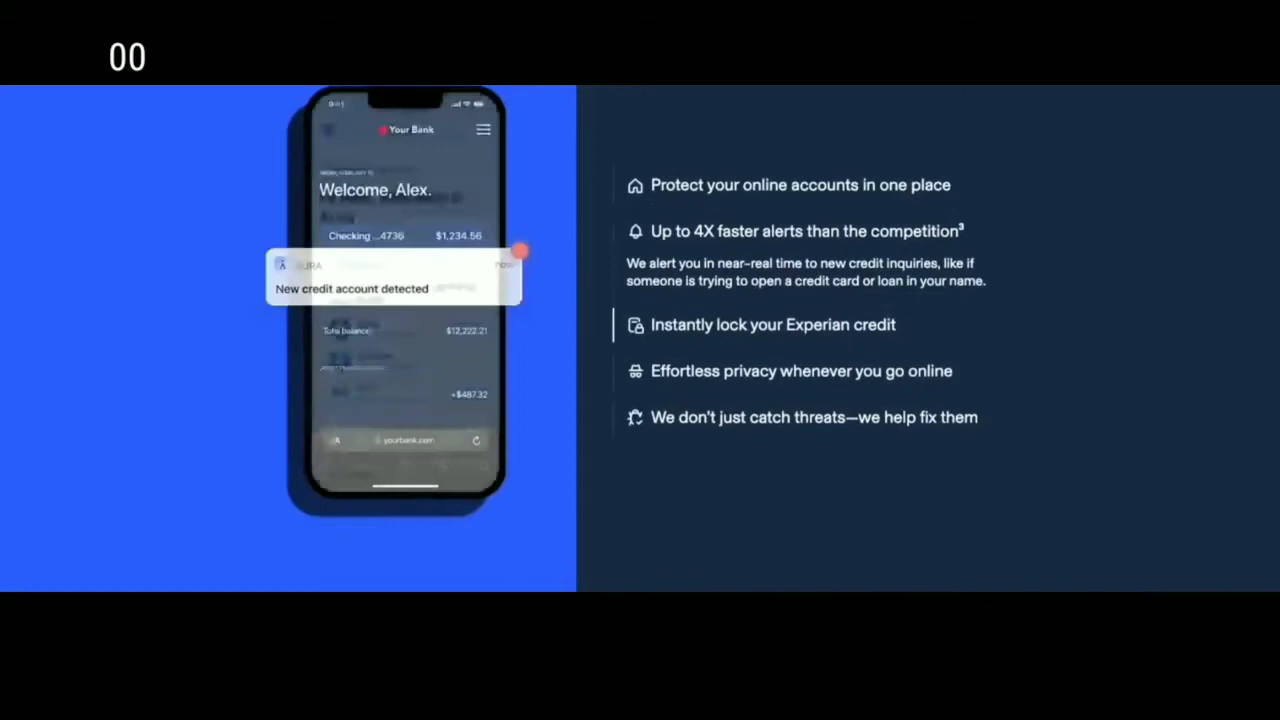 00
Your Bank
Welcome, Alex.
Checking ...4736 $1,234.56
now
New credit account detected
Total balance $12,222.21
+$487.32
yourbank.com
Protect your online accounts in one place
Up to 4X faster alerts than the competition³
We alert you in near-real time to new credit inquiries, like if
someone is trying to open a credit card or loan in your name.
Instantly lock your Experian credit
Effortless privacy whenever you go online
We don't just catch threats—we help fix them